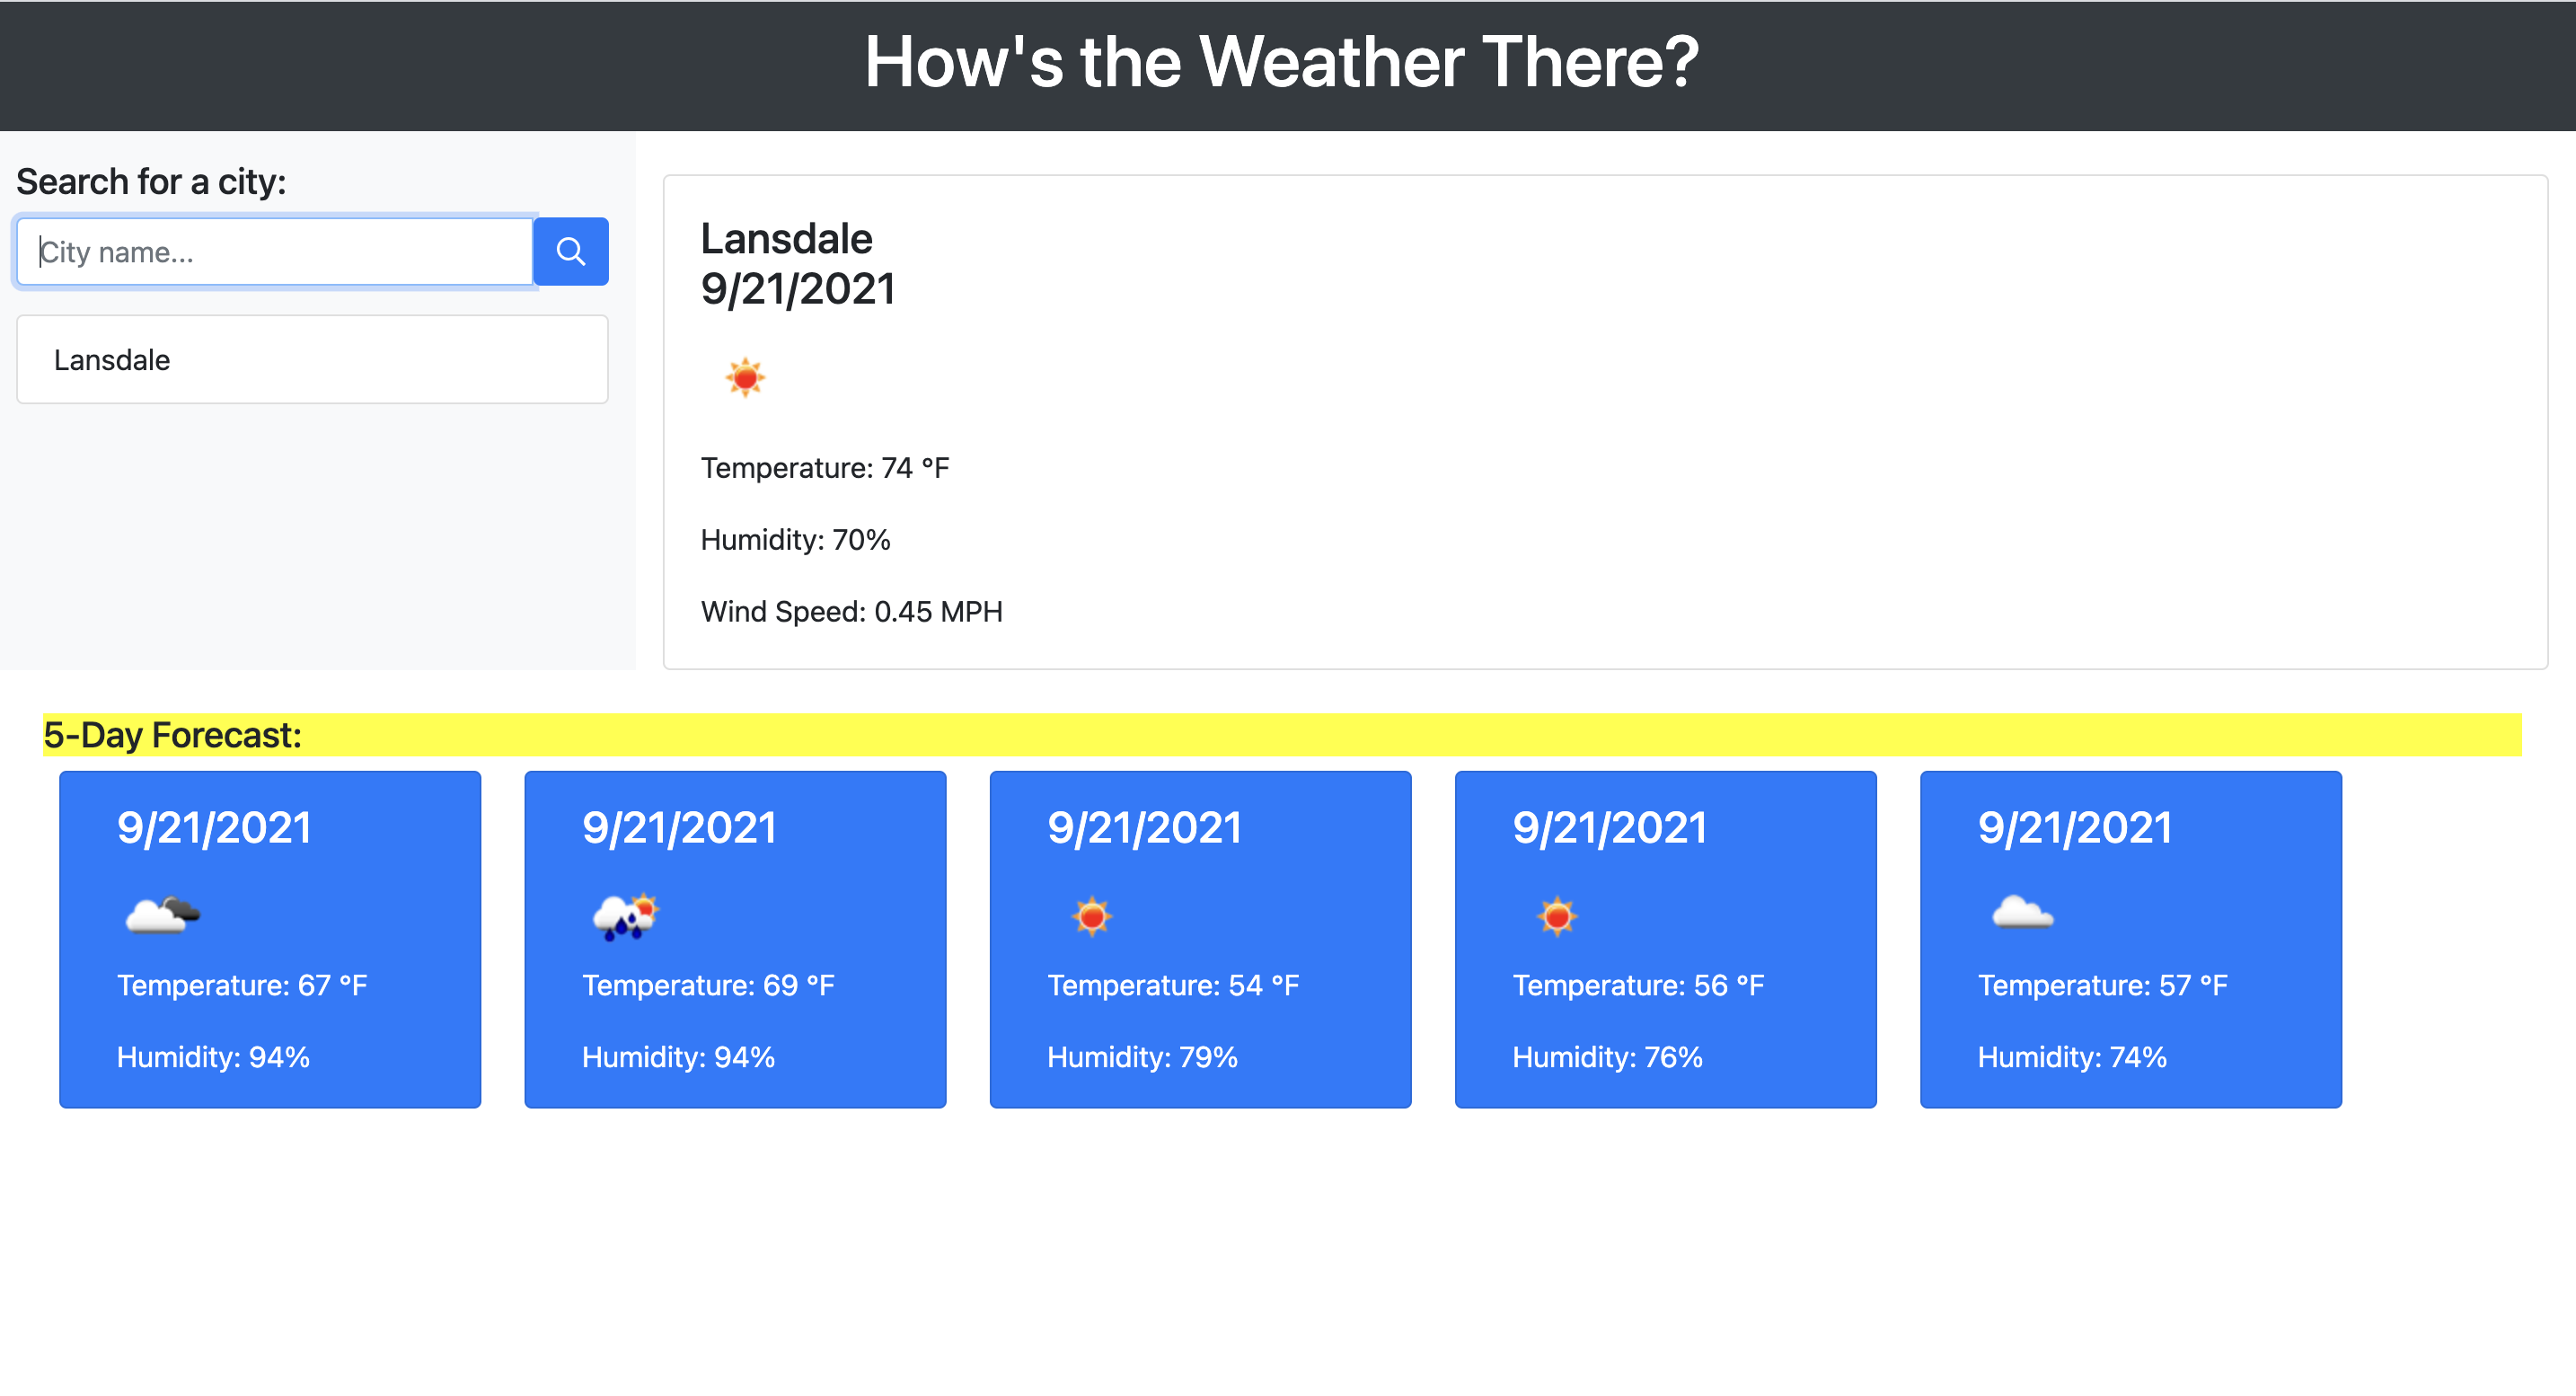 How's the Weather There?
Search for a city:
City name...
Lansdale
Lansdale
9/21/2021
Temperature: 74 °F
Humidity: 70%
Wind Speed: 0.45 MPH
5-Day Forecast:
9/21/2021
Temperature: 67 °F
Humidity: 94%
9/21/2021
Temperature: 69 °F
Humidity: 94%
9/21/2021
Temperature: 54 °F
Humidity: 79%
9/21/2021
Temperature: 56 °F
Humidity: 76%
9/21/2021
Temperature: 57 °F
Humidity: 74%